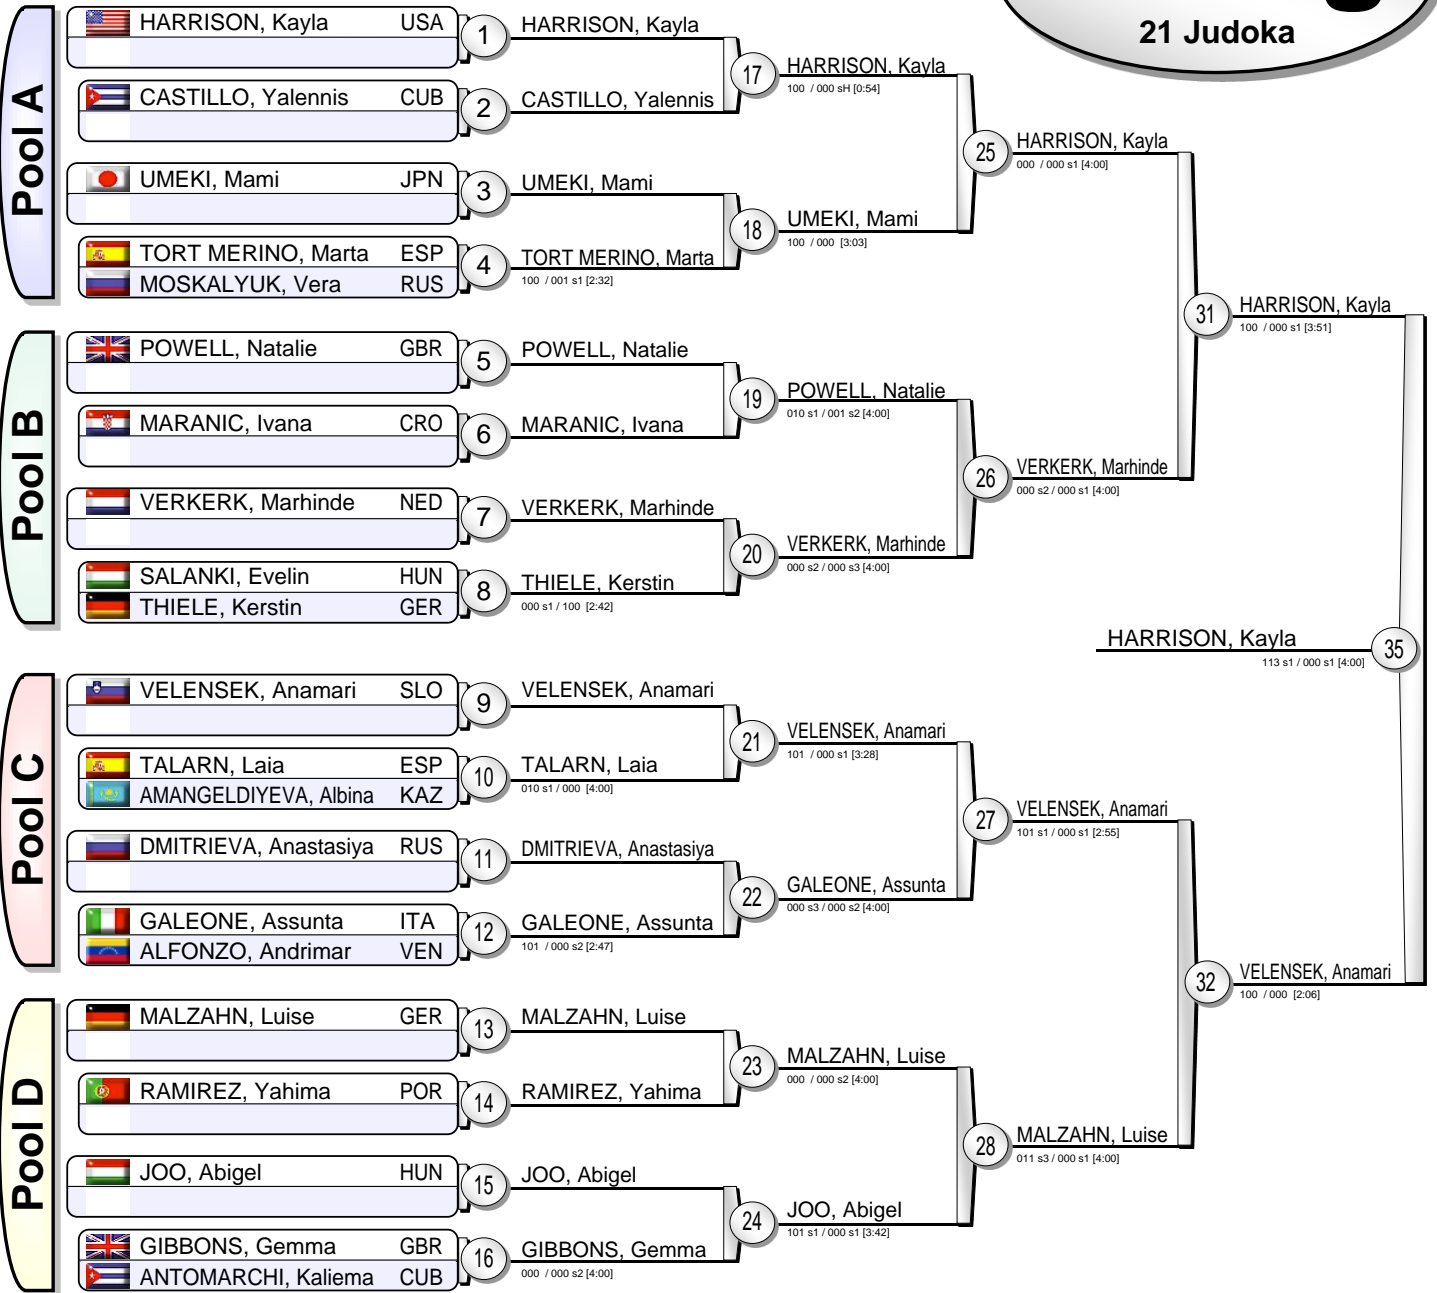 21 Judoka
Pool A
HARRISON, Kayla USA
1
HARRISON, Kayla
CASTILLO, Yalennis CUB
2
CASTILLO, Yalennis
17
HARRISON, Kayla
100 / 000 sH [0:54]
UMEKI, Mami JPN
3
UMEKI, Mami
TORT MERINO, Marta ESP
MOSKALYUK, Vera RUS
4
TORT MERINO, Marta
100 / 001 s1 [2:32]
18
UMEKI, Mami
100 / 000 [3:03]
25
HARRISON, Kayla
000 / 000 s1 [4:00]
Pool B
POWELL, Natalie GBR
5
POWELL, Natalie
MARANIC, Ivana CRO
6
MARANIC, Ivana
19
POWELL, Natalie
010 s1 / 001 s2 [4:00]
VERKERK, Marhinde NED
7
VERKERK, Marhinde
SALANKI, Evelin HUN
THIELE, Kerstin GER
8
THIELE, Kerstin
000 s1 / 100 [2:42]
20
VERKERK, Marhinde
000 s2 / 000 s3 [4:00]
26
VERKERK, Marhinde
000 s2 / 000 s1 [4:00]
31
HARRISON, Kayla
100 / 000 s1 [3:51]
Pool C
VELENSEK, Anamari SLO
9
VELENSEK, Anamari
TALARN, Laia ESP
AMANGELDIYEVA, Albina KAZ
10
TALARN, Laia
010 s1 / 000 [4:00]
21
VELENSEK, Anamari
101 / 000 s1 [3:28]
DMITRIEVA, Anastasiya RUS
11
DMITRIEVA, Anastasiya
GALEONE, Assunta ITA
ALFONZO, Andrimar VEN
12
GALEONE, Assunta
101 / 000 s2 [2:47]
22
GALEONE, Assunta
000 s3 / 000 s2 [4:00]
27
VELENSEK, Anamari
101 s1 / 000 s1 [2:55]
Pool D
MALZAHN, Luise GER
13
MALZAHN, Luise
RAMIREZ, Yahima POR
14
RAMIREZ, Yahima
23
MALZAHN, Luise
000 / 000 s2 [4:00]
JOO, Abigel HUN
15
JOO, Abigel
GIBBONS, Gemma GBR
ANTOMARCHI, Kaliema CUB
16
GIBBONS, Gemma
000 / 000 s2 [4:00]
24
JOO, Abigel
101 s1 / 000 s1 [3:42]
28
MALZAHN, Luise
011 s3 / 000 s1 [4:00]
32
VELENSEK, Anamari
100 / 000 [2:06]
HARRISON, Kayla
35
113 s1 / 000 s1 [4:00]